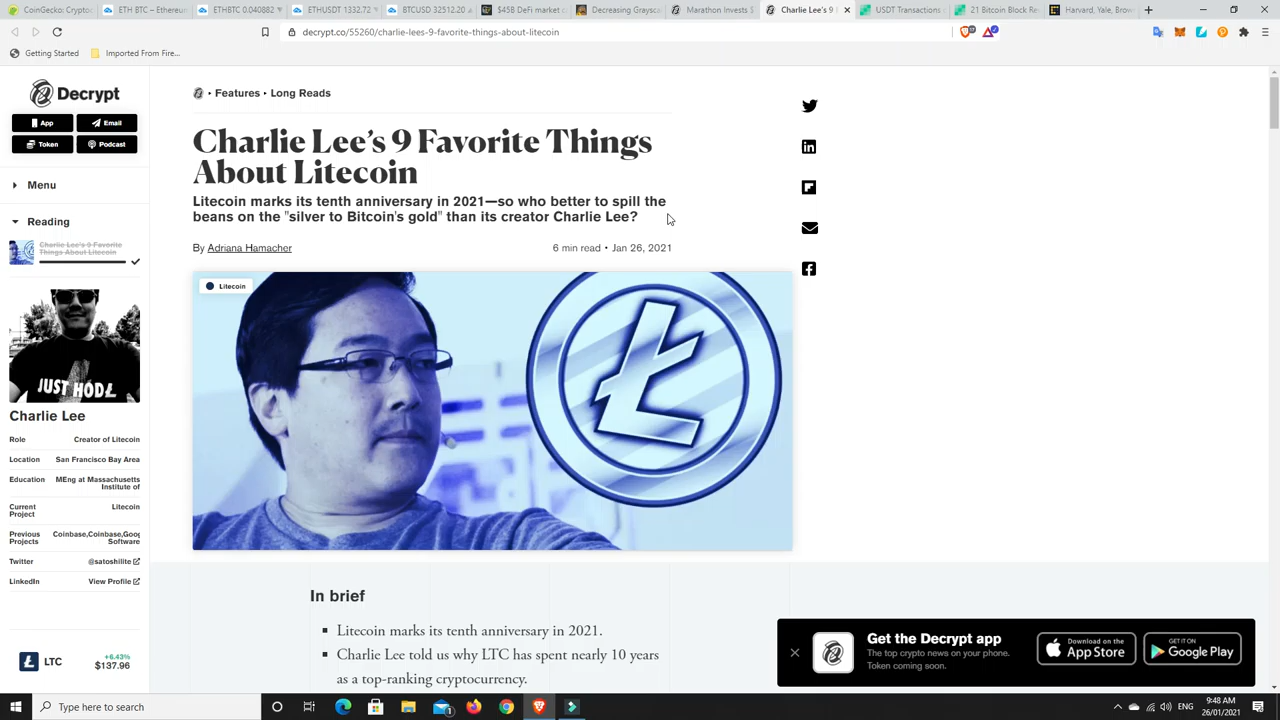 CoinGecko: Crypto
ETH BTC – E
ETHBTC 0.040882
ETHUSDT 1332.7
BTCUSD 32512.20
$45B DeFi market c
Decreasing Graysca
Marathon Invests $
Charlie Lee's 9
USDT Transactions
21 Bitcoin Block Re
Harvard, Yale, Brow
decrypt.co/55260/charlie-lees-9-favorite-things-about-litecoin
Getting Started
Imported From Fire...
Decrypt
App
Email
Token
Podcast
Menu
Reading
Charlie Lee's 9 Favorite
Things About Litecoin
JUST HODŁ
Charlie Lee
Role Creator of Litecoin
Location San Francisco Bay Area
Education MEng at Massachusetts
Institute of
Current Litecoin
Project
Previous Coinbase,Coinbase,Goog
Projects Software
Twitter @satoshilite
LinkedIn View Profile
LTC
+6.43%
$137.96
• Features • Long Reads
Charlie Lee's 9 Favorite Things
About Litecoin
Litecoin marks its tenth anniversary in 2021—so who better to spill the
beans on the "silver to Bitcoin's gold" than its creator Charlie Lee?
By Adriana Hamacher
6 min read • Jan 26, 2021
Litecoin
In brief
Litecoin marks its tenth anniversary in 2021.
Charlie Lee told us why LTC has spent nearly 10 years
as a top-ranking cryptocurrency.
Get the Decrypt app
The top crypto news on your phone.
Token coming soon.
Download on the
App Store
GET IT ON
Google Play
Type here to search
ENG
9:48 AM
26/01/2021